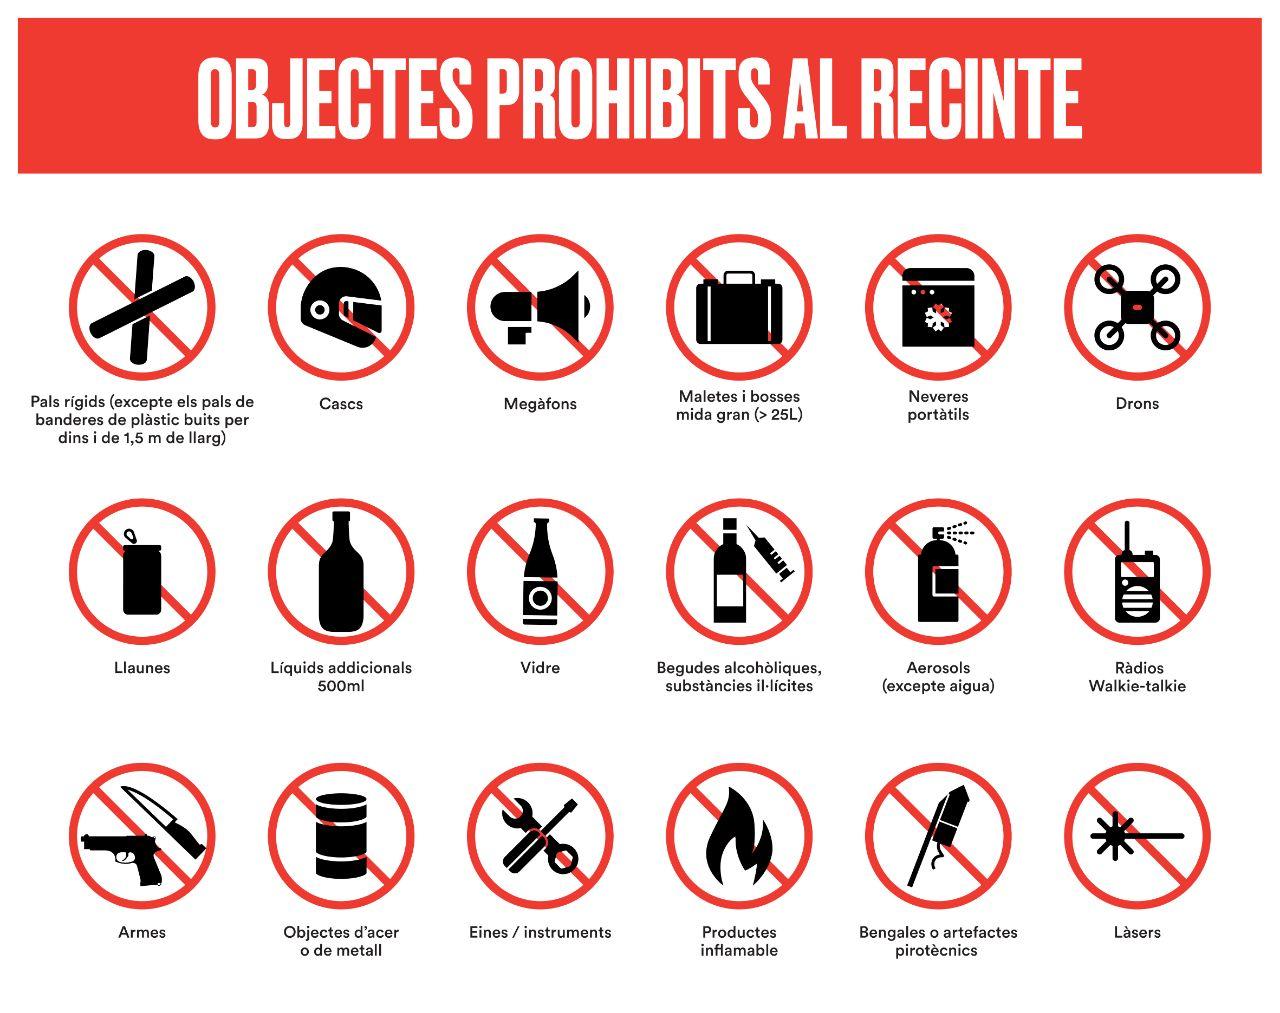 OBJECTES PROHIBITS AL RECINTE
Pals rígids (excepte els pals de
banderes de plàstic buits per
dins i de 1,5 m de llarg)
Cascs
Megàfons
Maletes i bosses
mida gran (> 25L)
Neveres
portàtils
Drons
Llaunes
Líquids addicionals
500ml
Vidre
Begudes alcohòliques,
substàncies il·lícites
Aerosols
(excepte aigua)
Ràdios
Walkie-talkie
Armes
Objectes d’acer
o de metall
Eines / instruments
Productes
inflamable
Bengales o artefactes
pirotècnics
Làsers